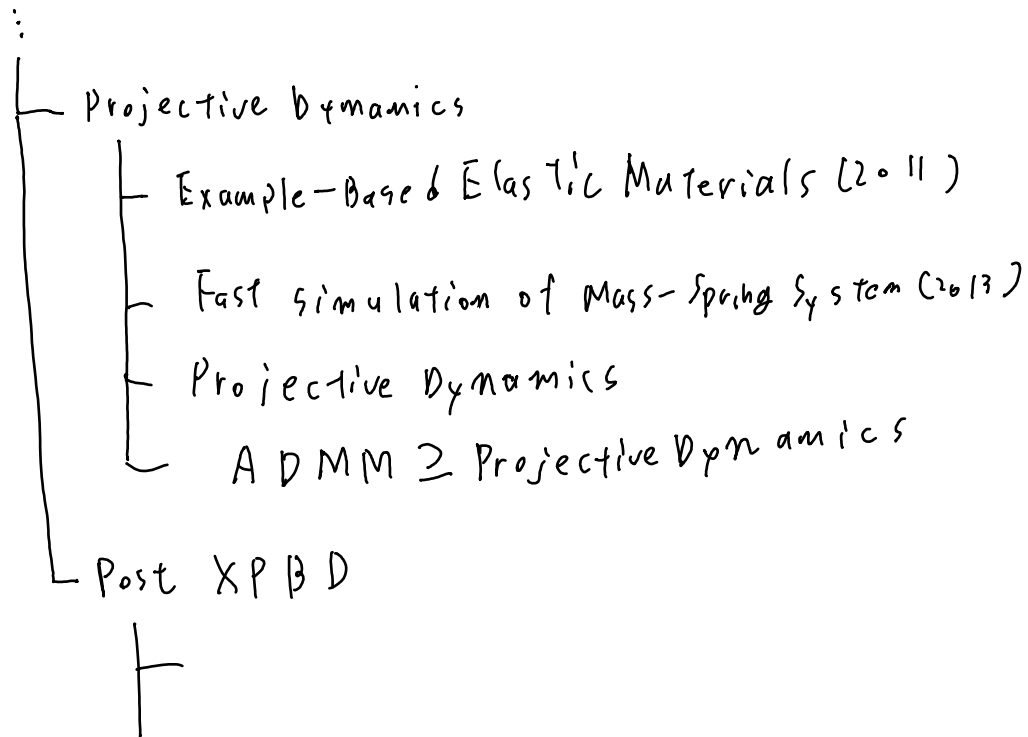 Projective Dynamics
Example-Based Elastic Materials (2011)
Fast simulation of Mass-Spring System (2013)
Projective Dynamics
ADMM ⊇ Projective Dynamics
Post XPBD